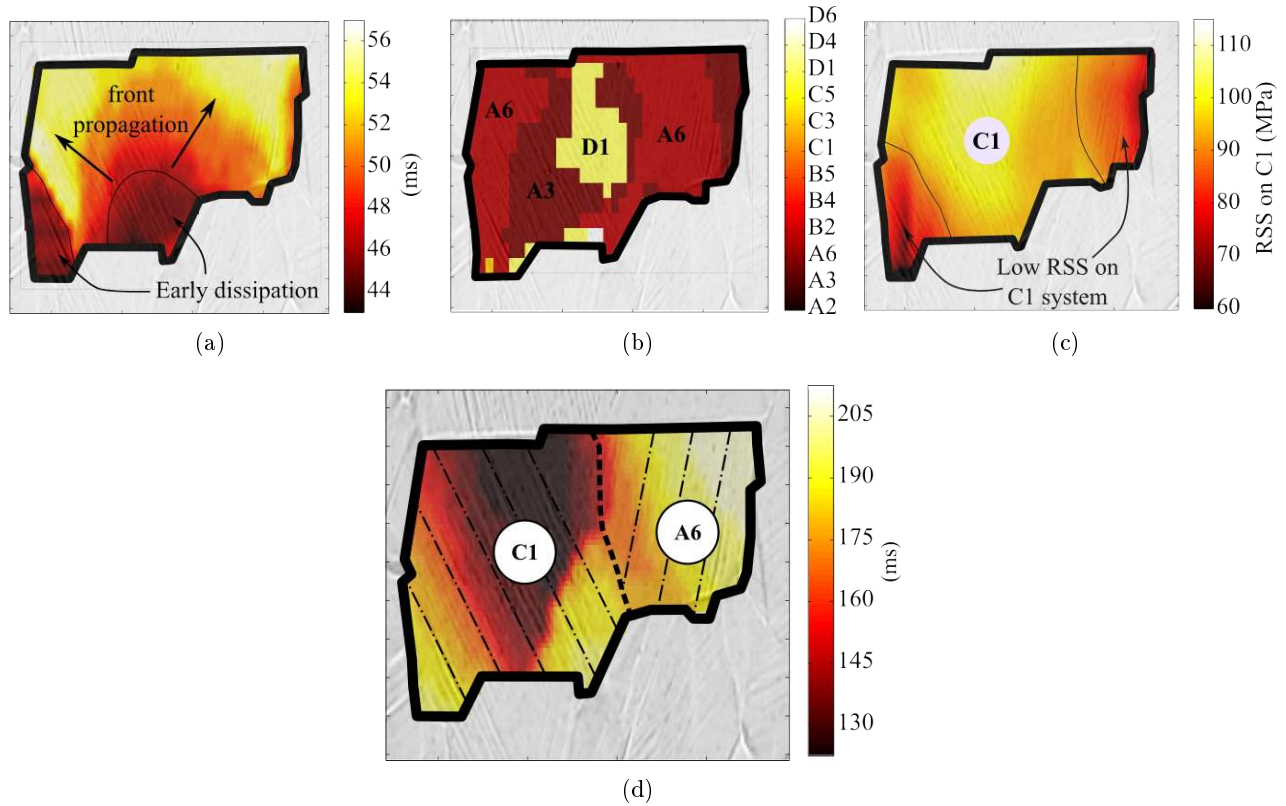 front
propagation
Early dissipation
56
54
52
50
48
46
44
(ms)
(a)
A6
D1
A6
A3
D6
D4
D1
C5
C3
C1
B5
B4
B2
A6
A3
A2
(b)
C1
Low RSS on
C1 system
110
100
90
80
70
60
RSS on C1 (MPa)
(c)
C1
A6
205
190
175
160
145
130
(ms)
(d)